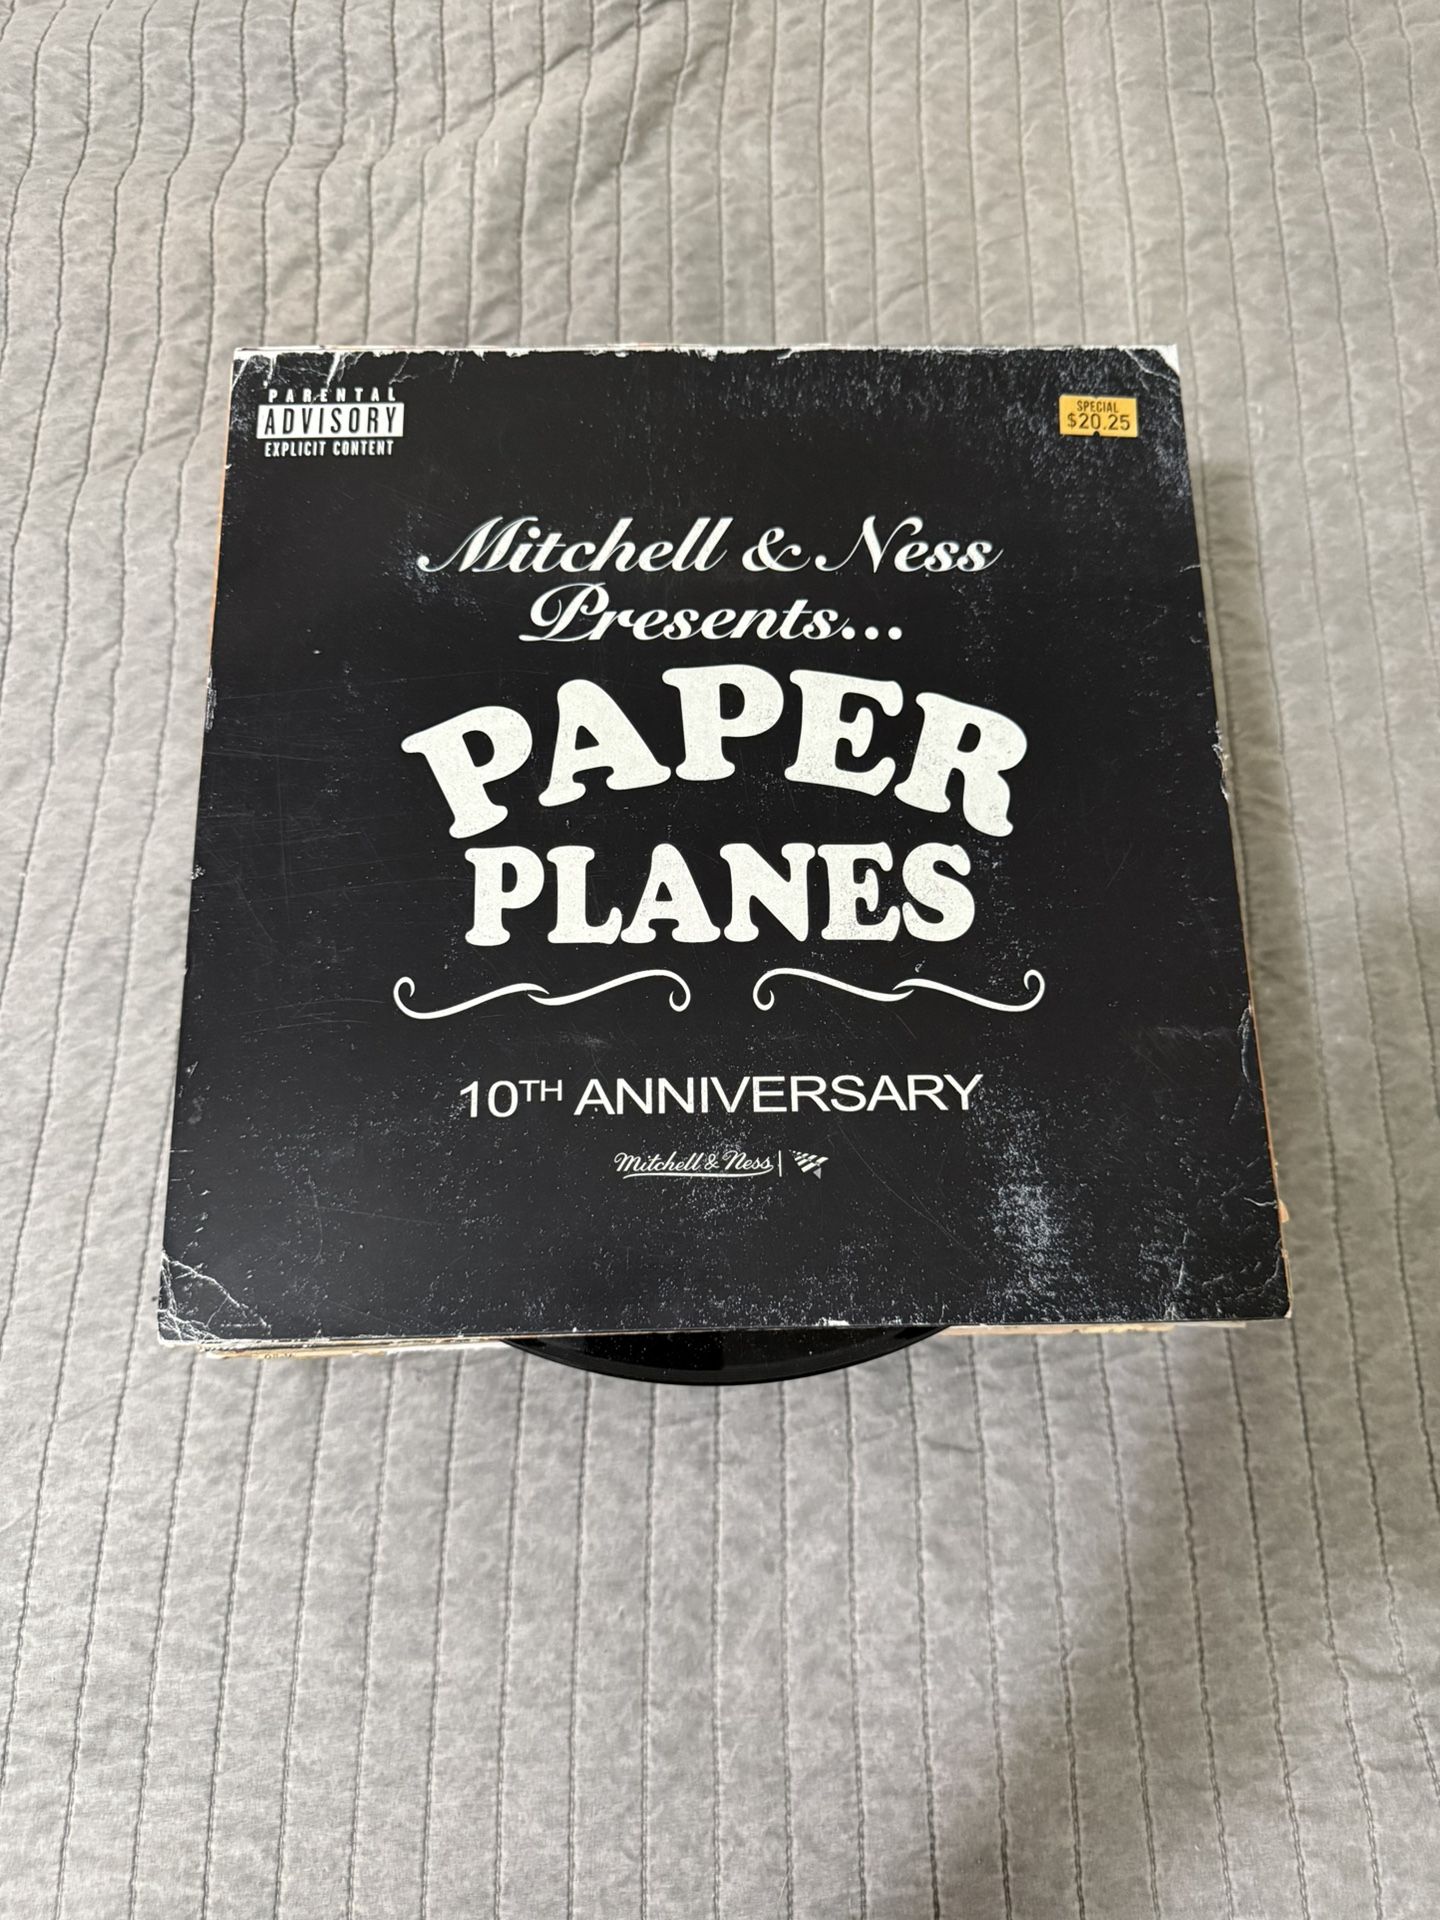 PARENTAL
ADVISORY
EXPLICIT CONTENT
SPECIAL
$20.25
Mitchell & Ness
Presents...
PAPER
PLANES
10TH ANNIVERSARY
Mitchell & Ness